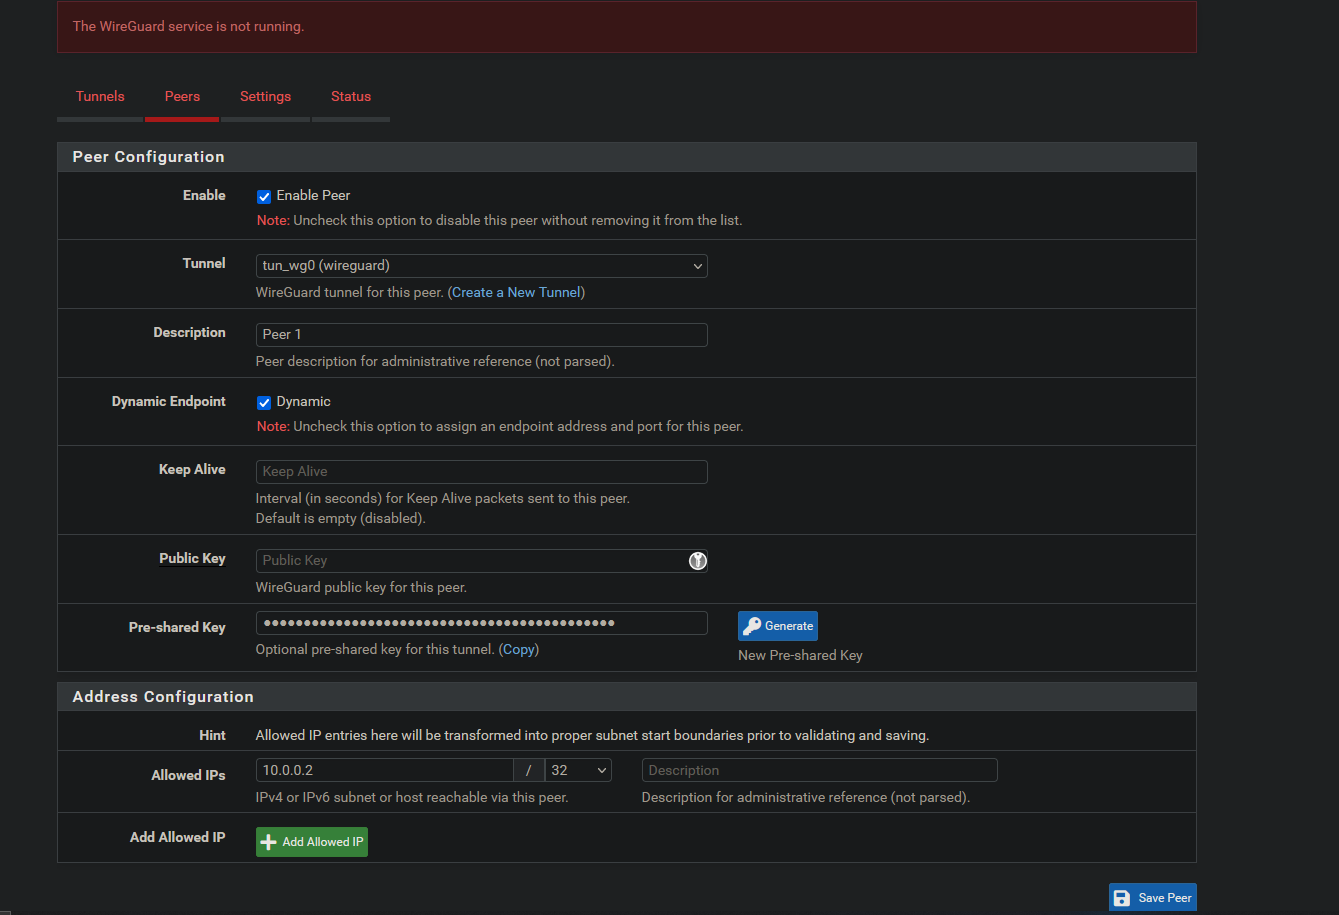 The WireGuard service is not running.
Tunnels Peers Settings Status
Peer Configuration
Enable Enable Peer
Note: Uncheck this option to disable this peer without removing it from the list.
Tunnel tun_wg0 (wireguard)
WireGuard tunnel for this peer. (Create a New Tunnel)
Description Peer 1
Peer description for administrative reference (not parsed).
Dynamic Endpoint Dynamic
Note: Uncheck this option to assign an endpoint address and port for this peer.
Keep Alive Keep Alive
Interval (in seconds) for Keep Alive packets sent to this peer.
Default is empty (disabled).
Public Key Public Key
WireGuard public key for this peer.
Pre-shared Key ●●●●●●●●●●●●●●●●●●●●●●●●●●●●●●●●●●●●●●●●●●●● Generate
Optional pre-shared key for this tunnel. (Copy) New Pre-shared Key
Address Configuration
Hint Allowed IP entries here will be transformed into proper subnet start boundaries prior to validating and saving.
Allowed IPs 10.0.0.2 / 32 Description
IPv4 or IPv6 subnet or host reachable via this peer. Description for administrative reference (not parsed).
Add Allowed IP Add Allowed IP
Save Peer